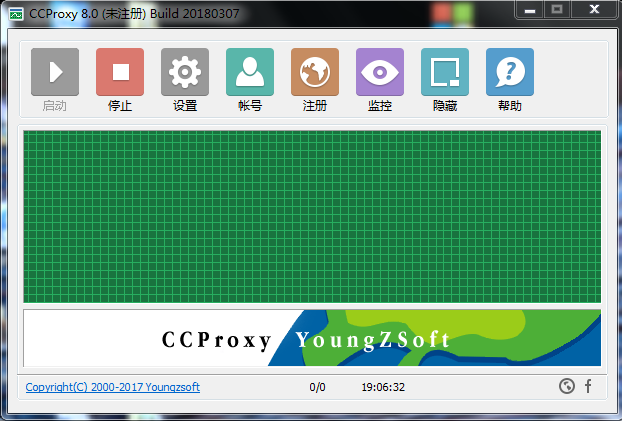 CCProxy 8.0 (未注册) Build 20180307
启动 停止 设置 帐号 注册 监控 隐藏 帮助
CCProxy YoungZSoft
Copyright(C) 2000-2017 Youngzsoft 0/0 19:06:32